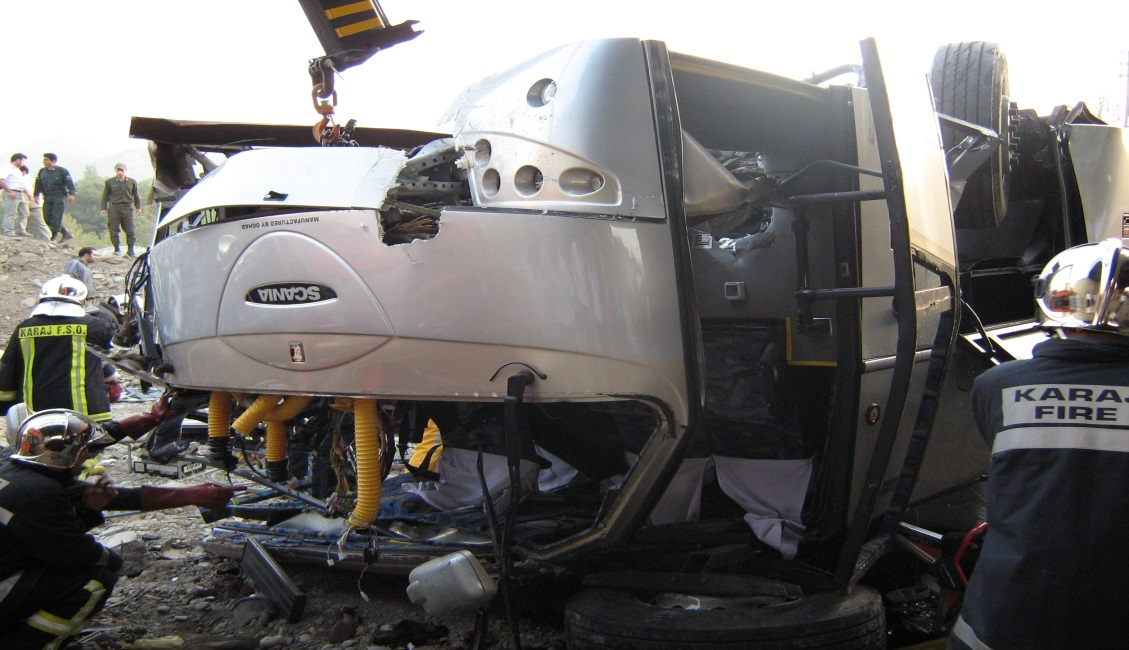 MANUFACTURED BY OGHAB
SCANIA
KARAJ F.S.O.
KARAJ
FIRE